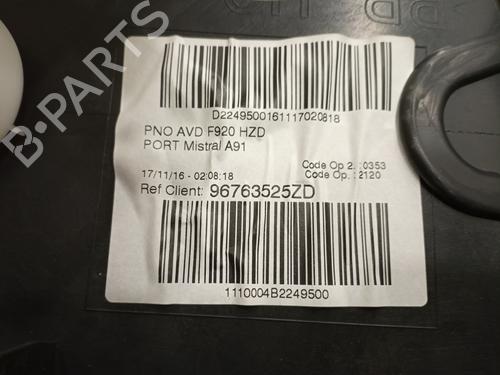 B-PARTS
D2249500161117020818
PNO AVD F920 HZD
PORT Mistral A91
Code Op 2. :0353
17/11/16 - 02:08:18
Code Op. :2120
Ref Client: 96763525ZD
1110004B2249500